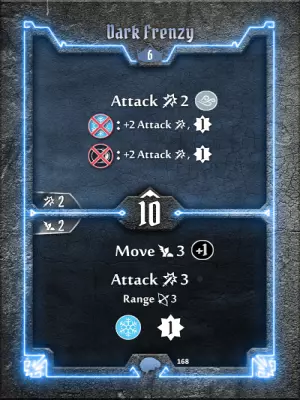 Dark Frenzy
6
Attack 2
: +2 Attack , 1
: +2 Attack , 1
2
10
2
Move 3 +1
Attack 3
Range 3
1
168